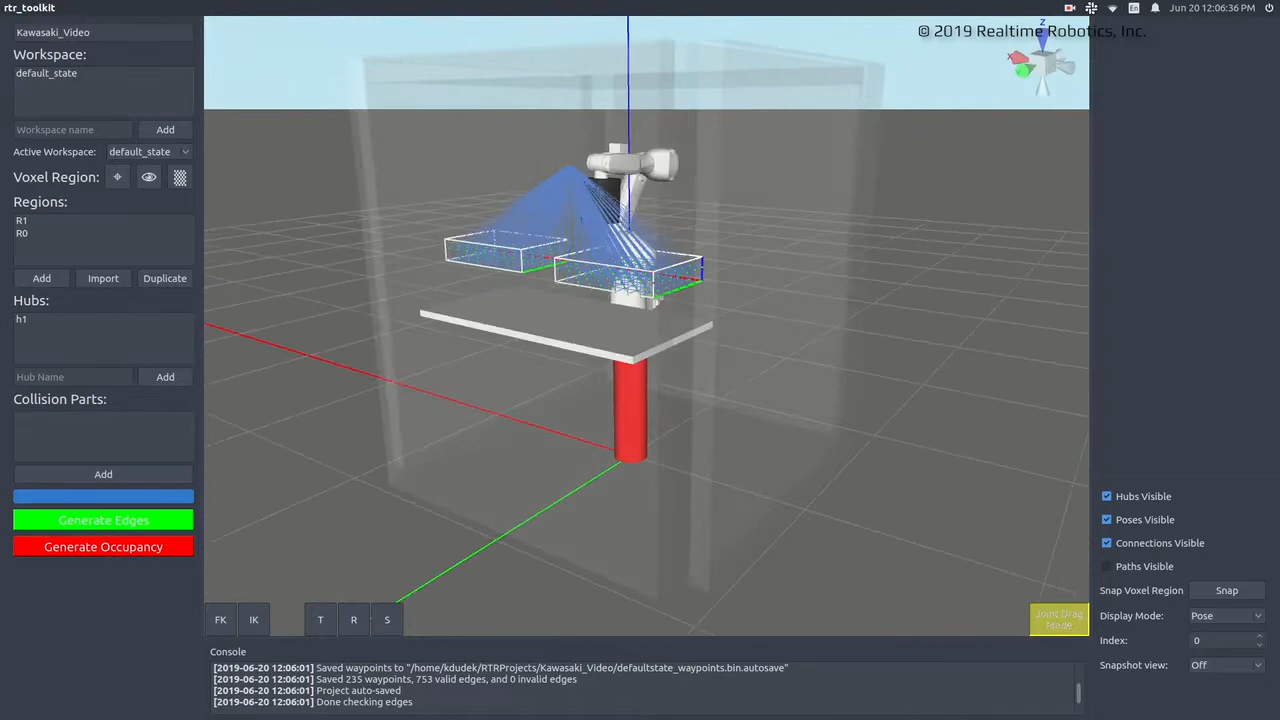 rtr_toolkit
En
Jun 20 12:06:36 PM
Kawasaki_Video
Workspace:
default_state
Workspace name
Add
Active Workspace:
default_state
Voxel Region:
Regions:
R1
R0
Add
Import
Duplicate
Hubs:
h1
Hub Name
Add
Collision Parts:
Add
Generate Edges
Generate Occupancy
© 2019 Realtime Robotics, Inc.
Z
X
FK
IK
T
R
S
Joint Drag
Mode
Console
[2019-06-20 12:06:01] Saved waypoints to "/home/kdudek/RTRProjects/Kawasaki_Video/defaultstate_waypoints.bin.autosave"
[2019-06-20 12:06:01] Saved 235 waypoints, 753 valid edges, and 0 invalid edges
[2019-06-20 12:06:01] Project auto-saved
[2019-06-20 12:06:01] Done checking edges
Hubs Visible
Poses Visible
Connections Visible
Paths Visible
Snap Voxel Region
Snap
Display Mode:
Pose
Index:
0
Snapshot view:
Off